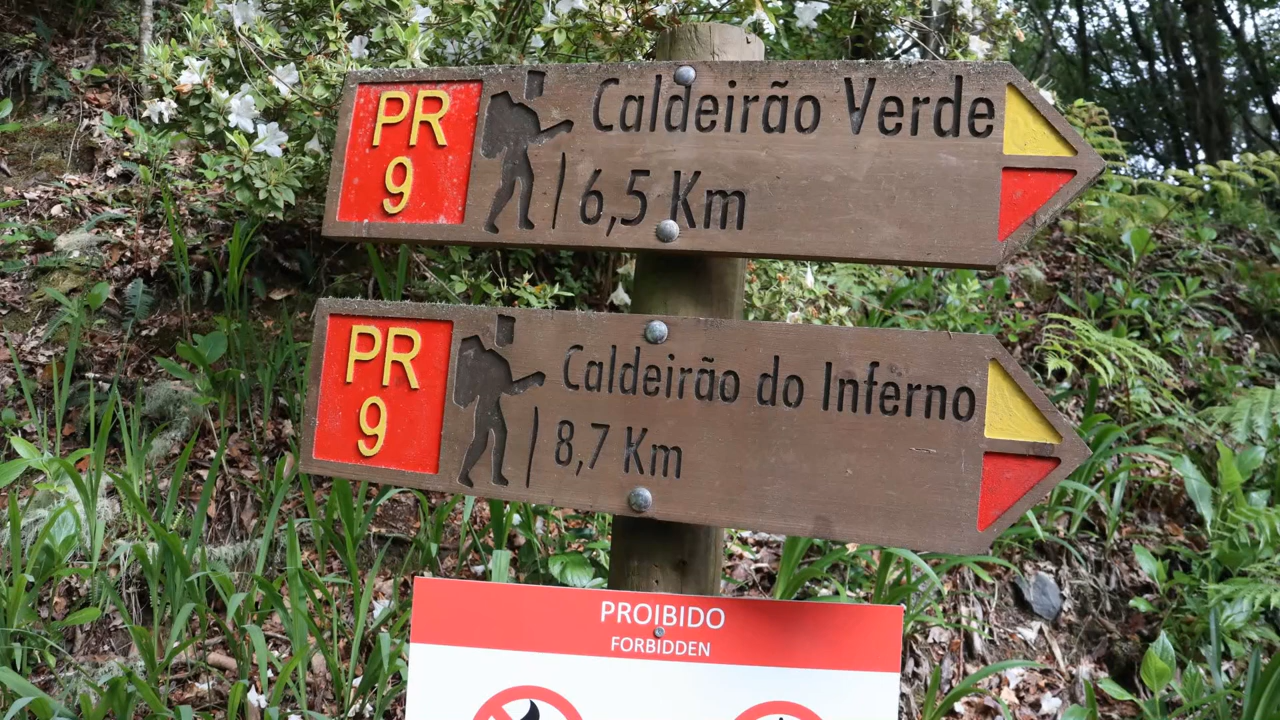 PR
9
Caldeirão Verde
6,5 Km
PR
9
Caldeirão do Inferno
8,7 Km
PROIBIDO
FORBIDDEN